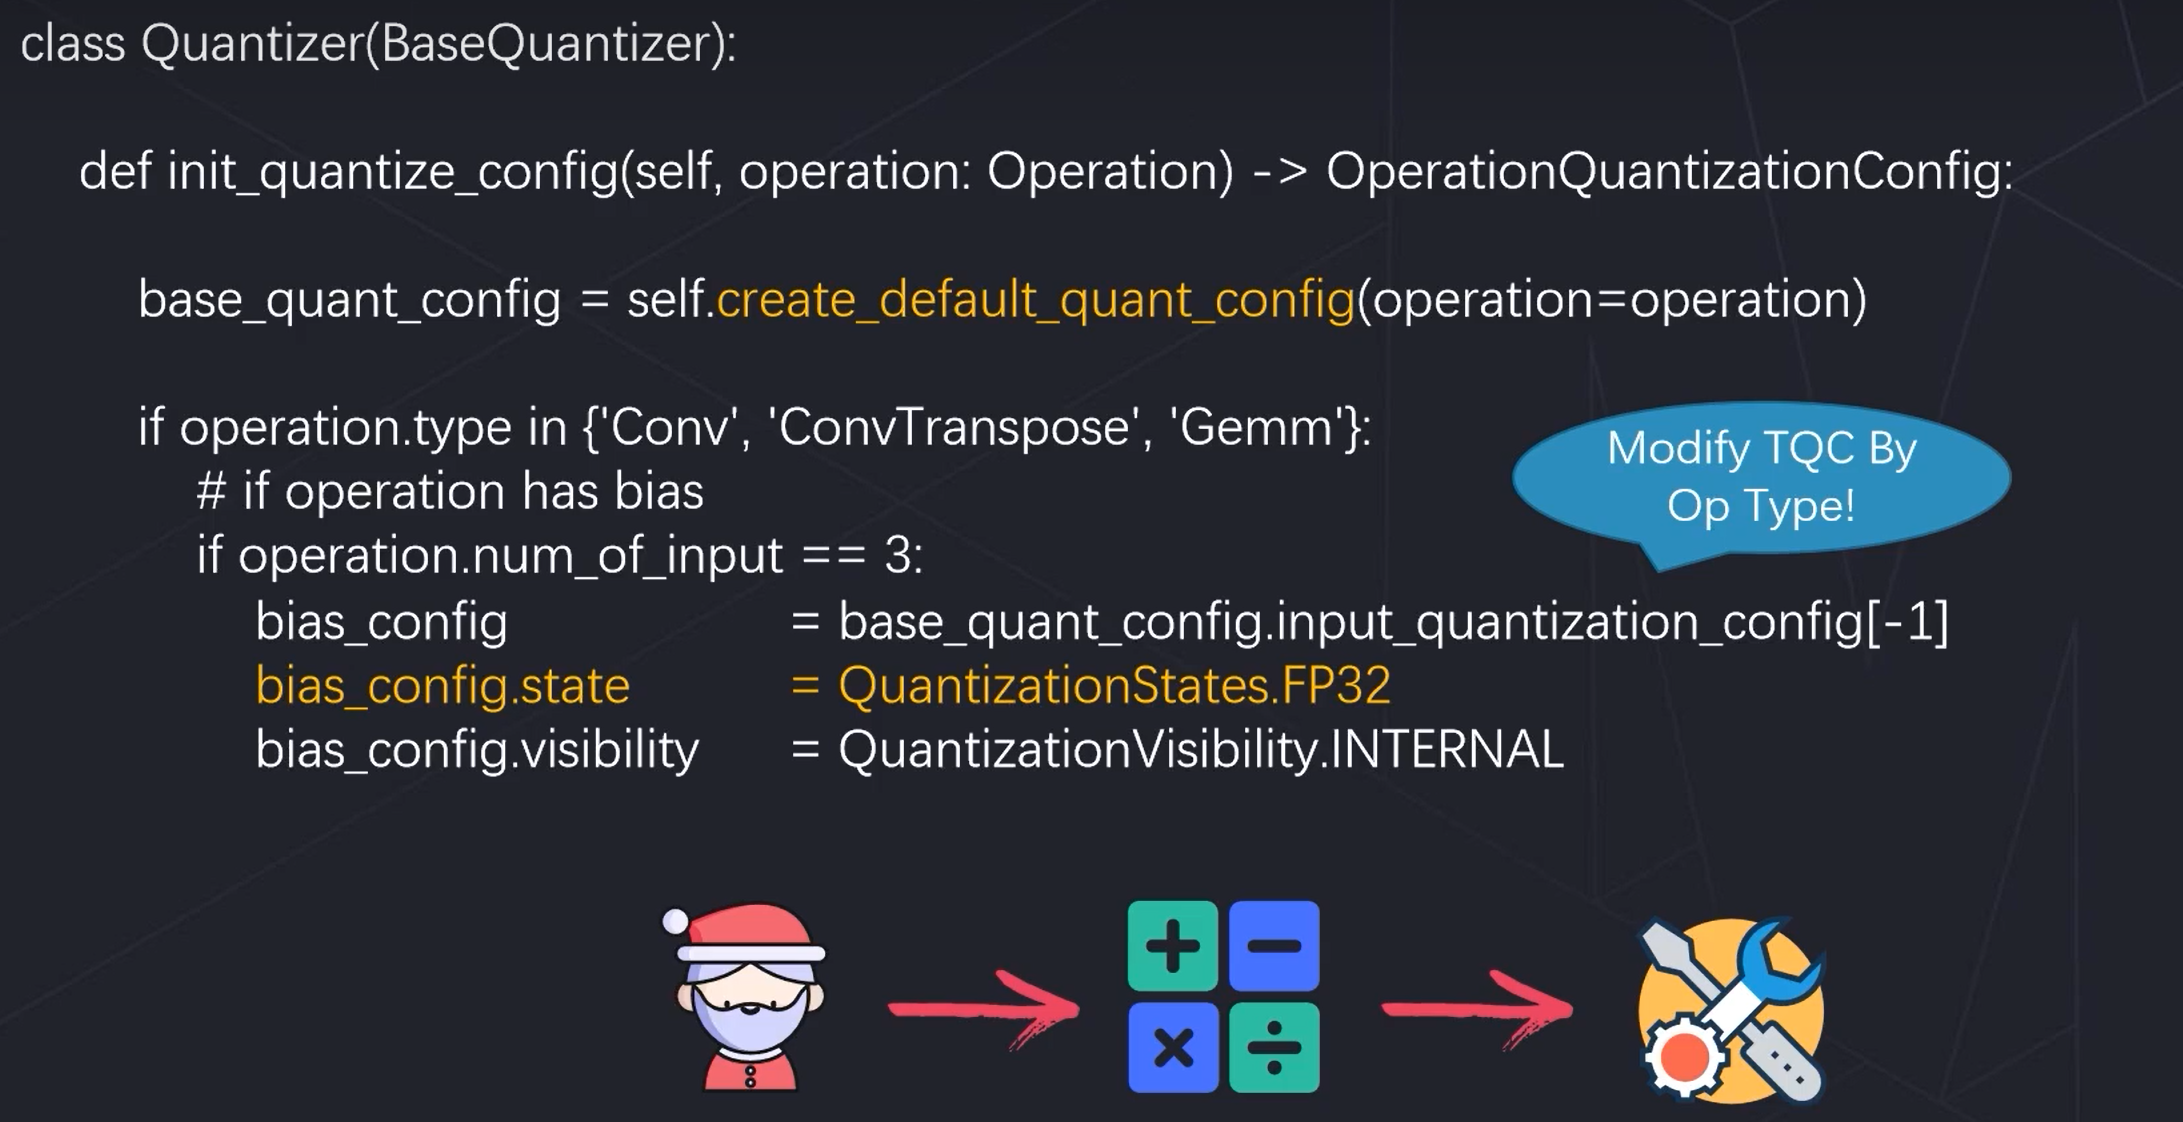 class Quantizer(BaseQuantizer):
def init_quantize_config(self, operation: Operation) -> OperationQuantizationConfig:
base_quant_config = self.create_default_quant_config(operation=operation)
if operation.type in {'Conv', 'ConvTranspose', 'Gemm'}:
# if operation has bias
if operation.num_of_input == 3:
bias_config = base_quant_config.input_quantization_config[-1]
bias_config.state = QuantizationStates.FP32
bias_config.visibility = QuantizationVisibility.INTERNAL
Modify TQC By
Op Type!